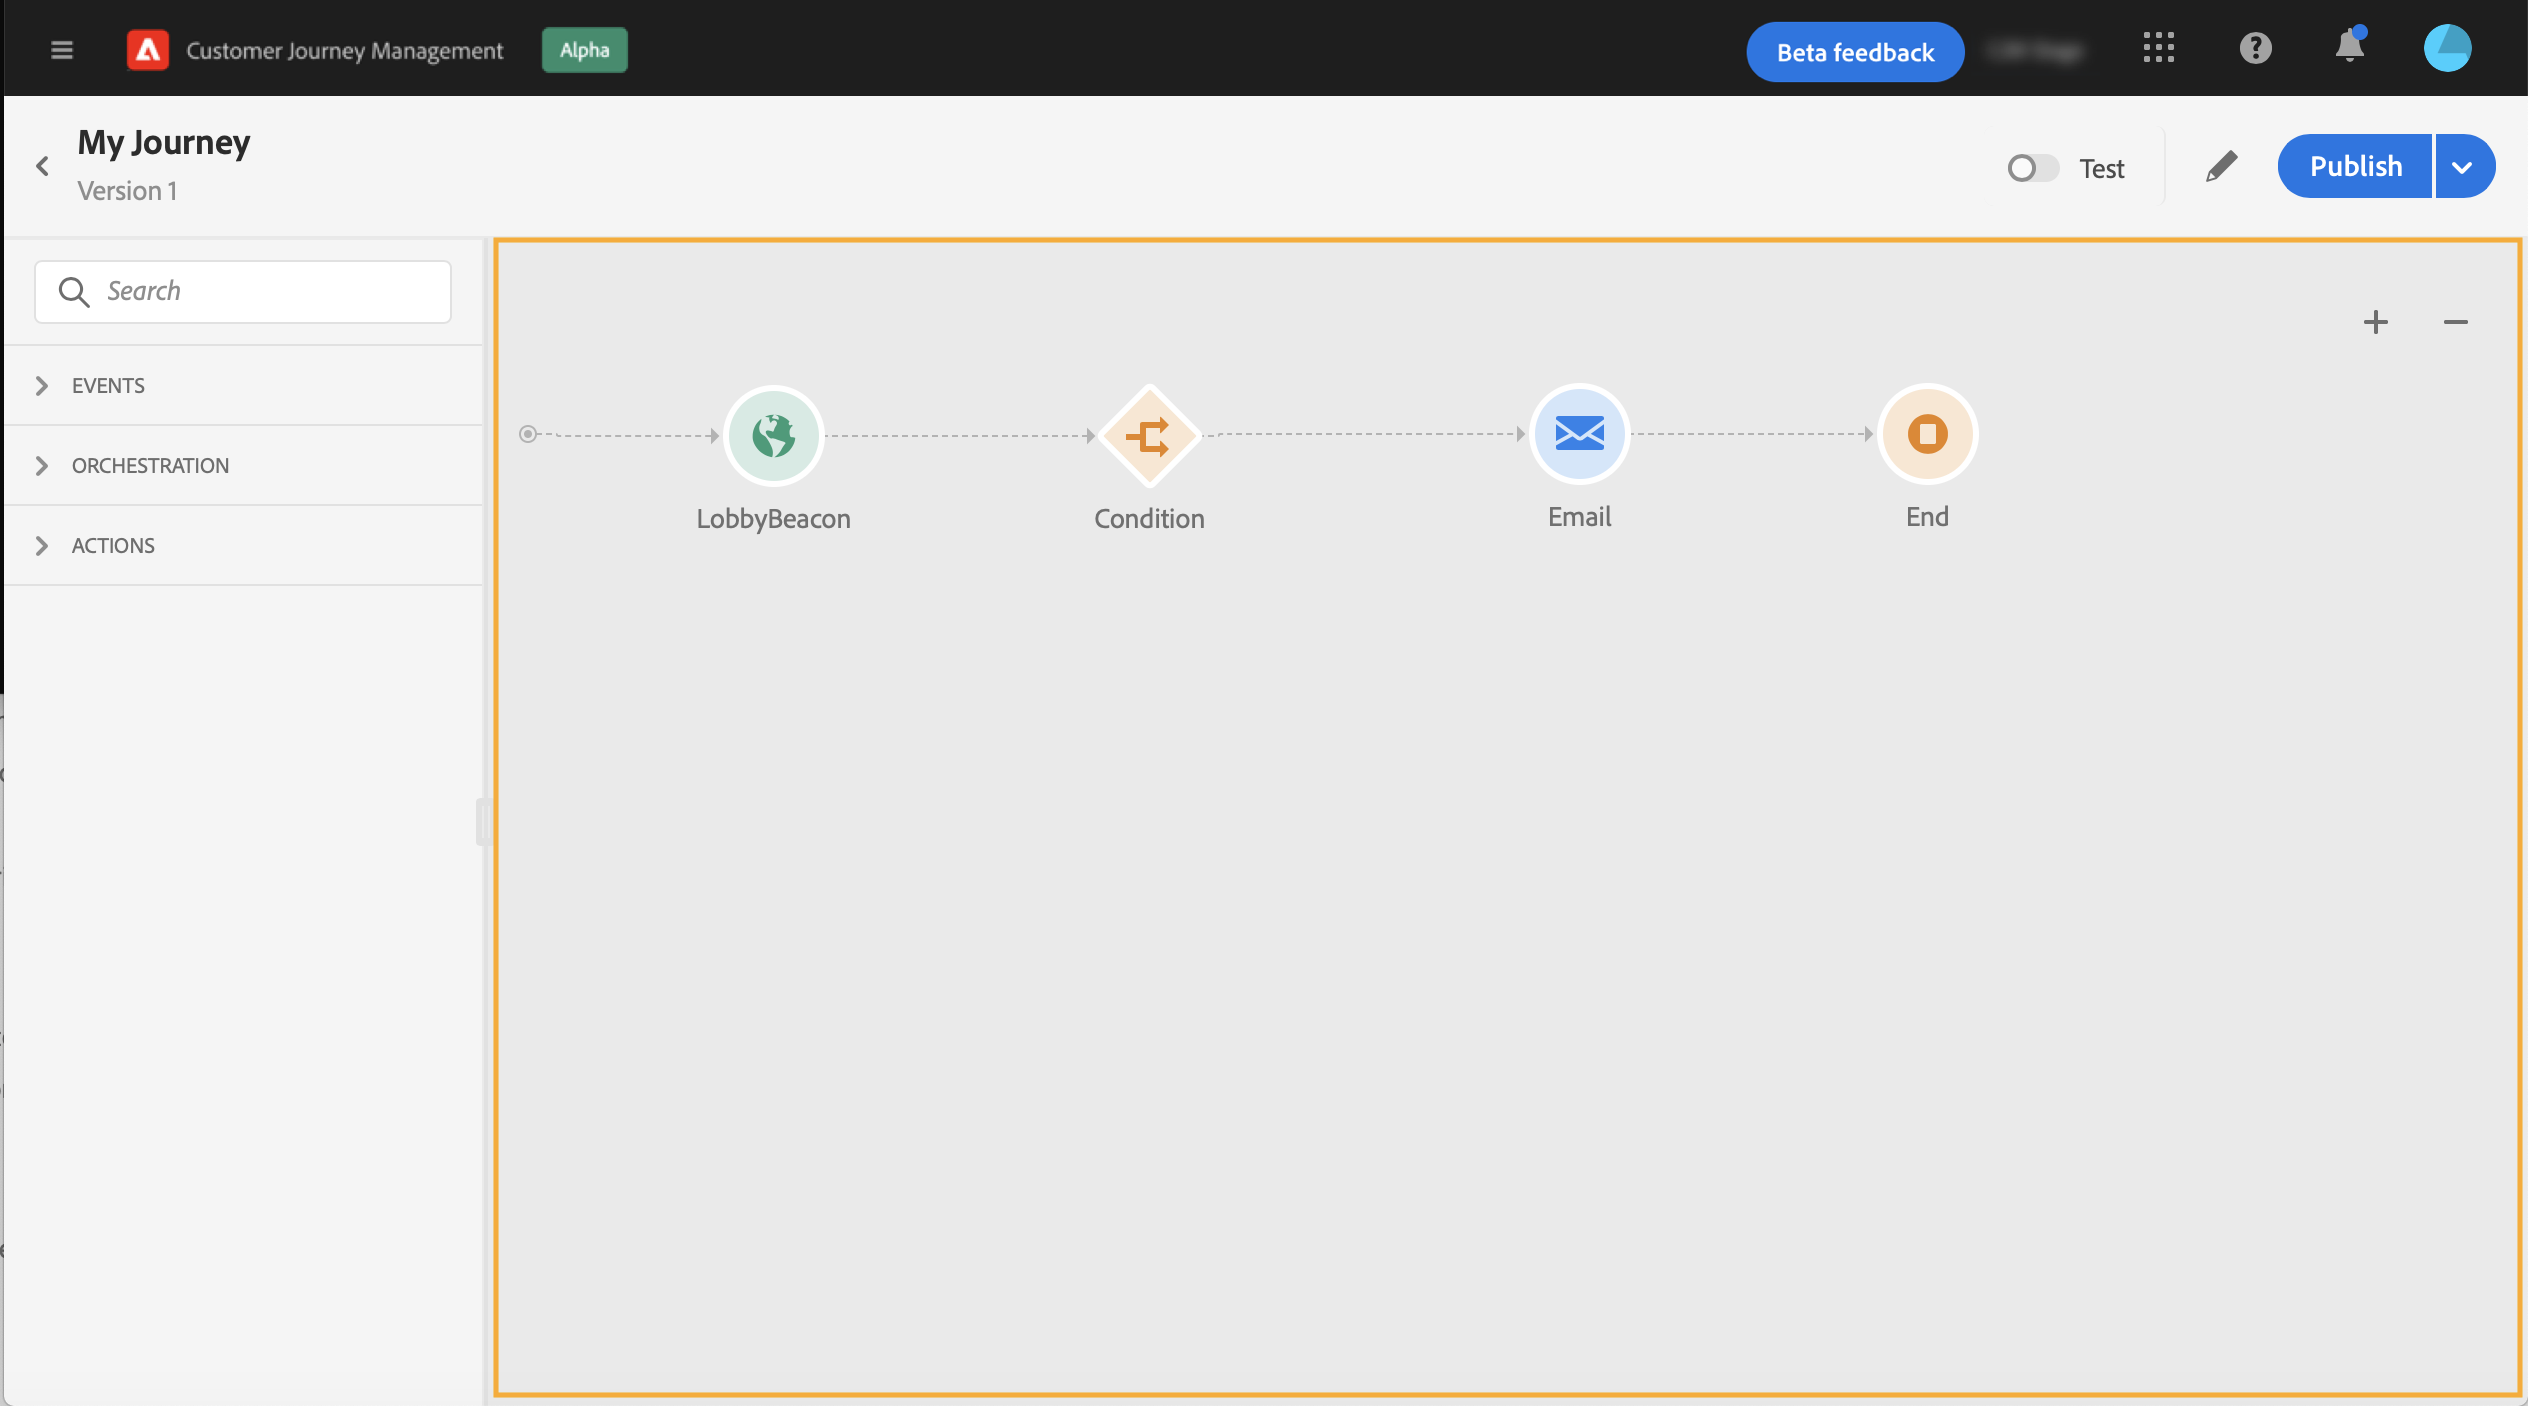 Customer Journey Management
Alpha
Beta feedback
My Journey
Version 1
Test
Publish
Search
EVENTS
ORCHESTRATION
ACTIONS
LobbyBeacon
Condition
Email
End